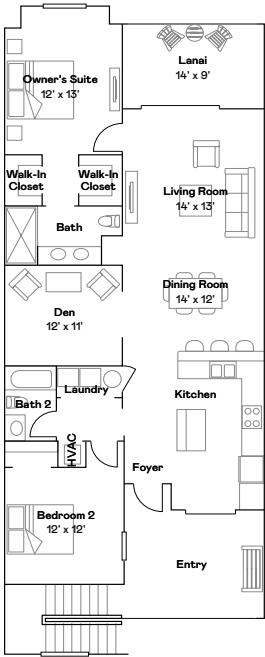 Lanai
14' x 9'
Owner's Suite
12' x 13'
Walk-In
Closet
Walk-In
Closet
Living Room
14' x 13'
Bath
Dining Room
14' x 12'
Den
12' x 11'
Laundry
Kitchen
Bath 2
HVAC
Foyer
Bedroom 2
12' x 12'
Entry